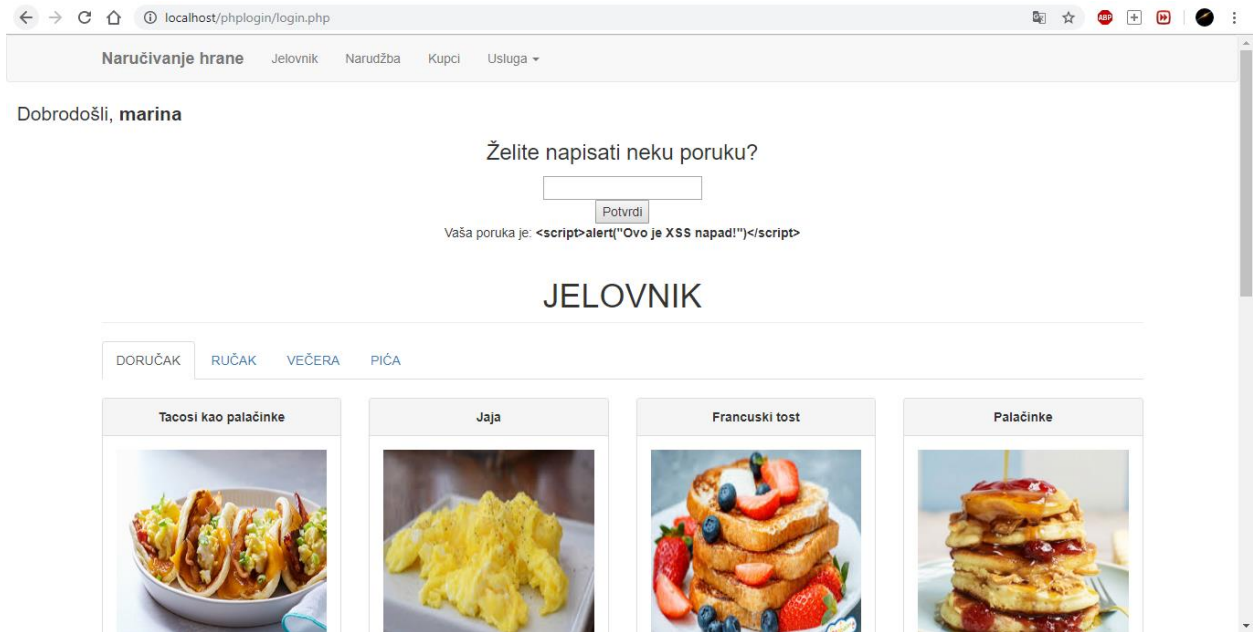 localhost/phplogin/login.php
ABP
Naručivanje hrane Jelovnik Narudžba Kupci Usluga
Dobrodošli, marina
Želite napisati neku poruku?
Potvrdi
Vaša poruka je: <script>alert("Ovo je XSS napad!")</script>
JELOVNIK
DORUČAK RUČAK VEČERA PIĆA
Tacosi kao palačinke Jaja Francuski tost Palačinke